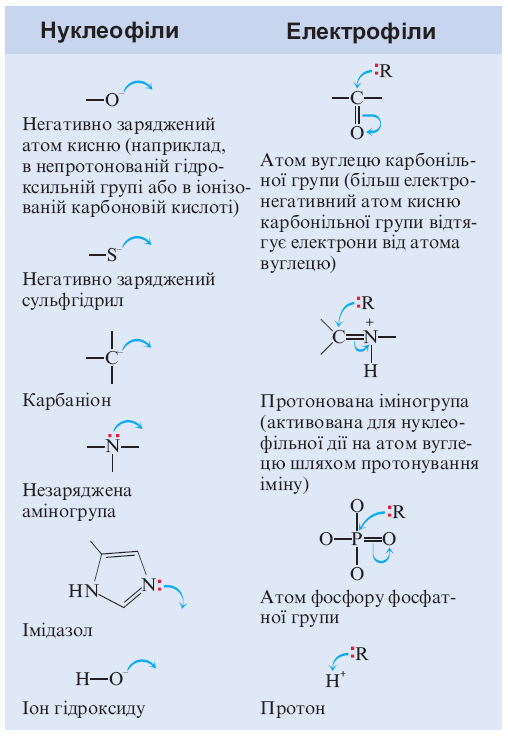 Нуклеофіли
—O⁻
Негативно заряджений
атом кисню (наприклад,
в непротонованій гідро-
ксильній групі або в іонізо-
ваній карбоновій кислоті)
—S⁻
Негативно заряджений
сульфгідрил
—C⁻
Карбаніон
—N̈—
Незаряджена
аміногрупа
HN N:
Імідазол
H—O⁻
Іон гідроксиду
Електрофіли
:R
—C—
O
Атом вуглецю карбоніль-
ної групи (більш електро-
негативний атом кисню
карбонільної групи відтя-
гує електрони від атома
вуглецю)
:R
+
C=N—
H
Протонована іміногрупа
(активована для нуклео-
фільної дії на атом вугле-
цю шляхом протонування
іміну)
O :R
O—P=O
O
Атом фосфору фосфат-
ної групи
:R
H⁺
Протон